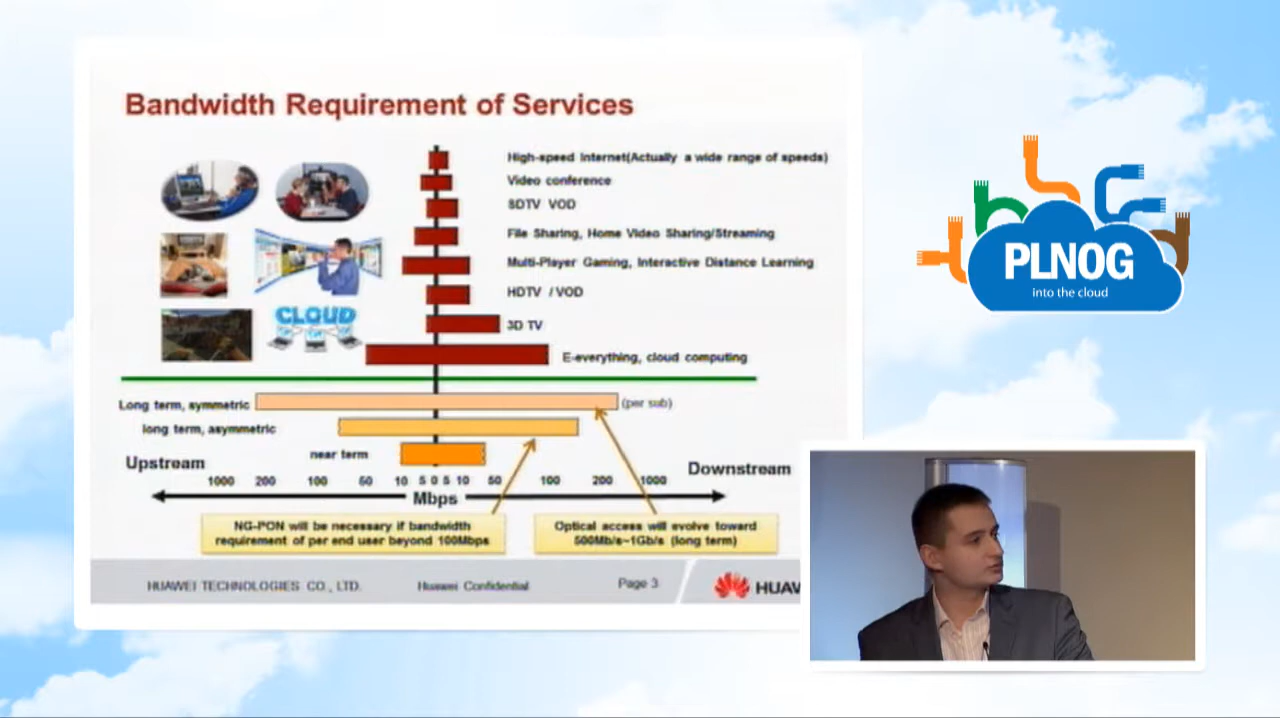 Bandwidth Requirement of Services
High-speed Internet(Actually a wide range of speeds)
Video conference
SDTV VOD
File Sharing, Home Video Sharing/Streaming
Multi-Player Gaming, Interactive Distance Learning
HDTV / VOD
CLOUD
3D TV
E-everything, cloud computing
Long term, symmetric
(per sub)
long term, asymmetric
near term
Upstream
Downstream
1000 200 100 50 10 5 0 5 10 50 100 200 1000
Mbps
NG-PON will be necessary if bandwidth
requirement of per end user beyond 100Mbps
Optical access will evolve toward
500Mb/s~1Gb/s (long term)
HUAWEI TECHNOLOGIES CO., LTD.
Huawei Confidential
Page 3
HUAW
PLNOG
into the cloud